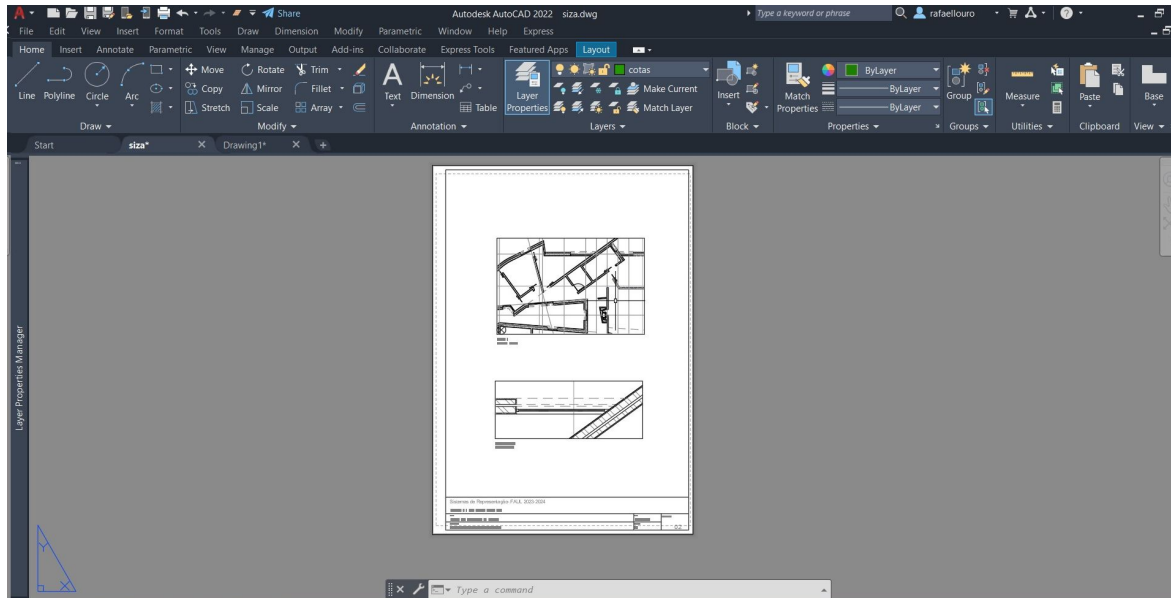 Share Autodesk AutoCAD 2022 siza.dwg Type a keyword or phrase rafaellouro
File Edit View Insert Format Tools Draw Dimension Modify Parametric Window Help Express
Home Insert Annotate Parametric View Manage Output Add-ins Collaborate Express Tools Featured Apps Layout
Move Rotate Trim cotas ByLayer
Copy Mirror Fillet Make Current ByLayer
Line Polyline Circle Arc Text Dimension Layer Insert Match Group Measure Paste Base
Stretch Scale Array Table Properties Match Layer Properties ByLayer
Draw Modify Annotation Layers Block Properties Groups Utilities Clipboard View
Start siza* Drawing1*
Layer Properties Manager
Sistemas de Representação FAUL 2023-2024
02
Y
X
Type a command